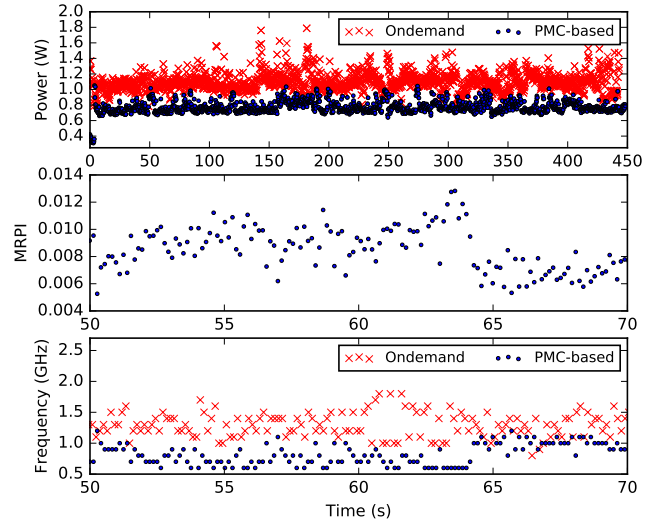 2.0
1.8
1.6
1.4
1.2
1.0
0.8
0.6
0.4
Power (W)
Ondemand PMC-based
0 50 100 150 200 250 300 350 400 450
0.014
0.012
0.010
0.008
0.006
0.004
MRPI
50 55 60 65 70
2.5
2.0
1.5
1.0
0.5
Frequency (GHz)
Ondemand PMC-based
50 55 60 65 70
Time (s)